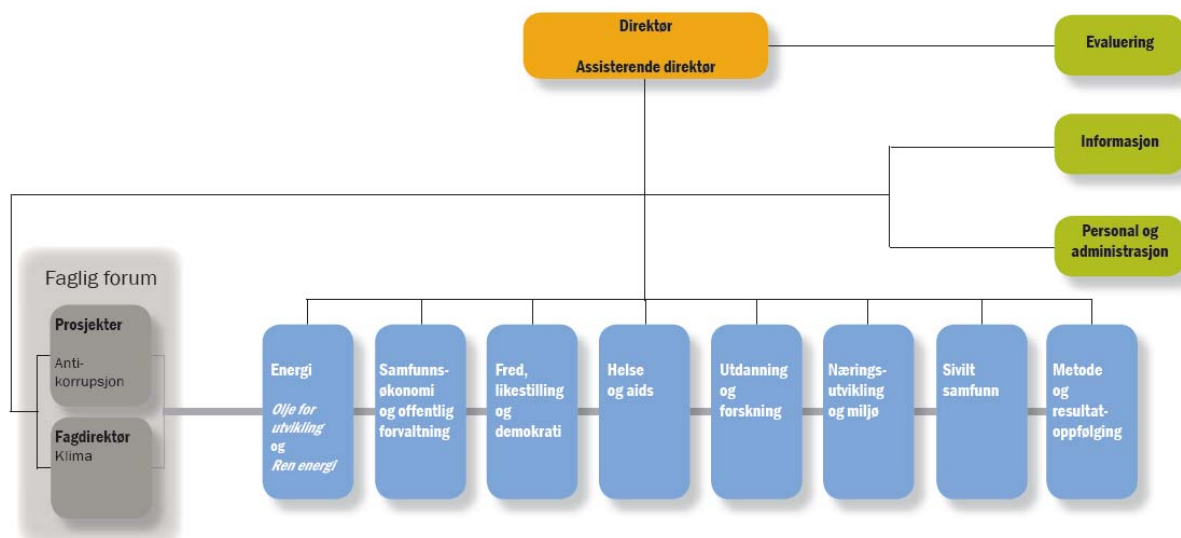 Direktør
Assisterende direktør
Evaluering
Informasjon
Personal og
administrasjon
Faglig forum
Prosjekter
Anti-
korrupsjon
Fagdirektør
Klima
Energi
Olje for
utvikling
og
Ren energi
Samfunns-
økonomi
og offentlig
forvaltning
Fred,
likestilling
og
demokrati
Helse
og aids
Utdanning
og
forskning
Nærings-
utvikling
og miljø
Sivilt
samfunn
Metode
og
resultat-
oppfølging